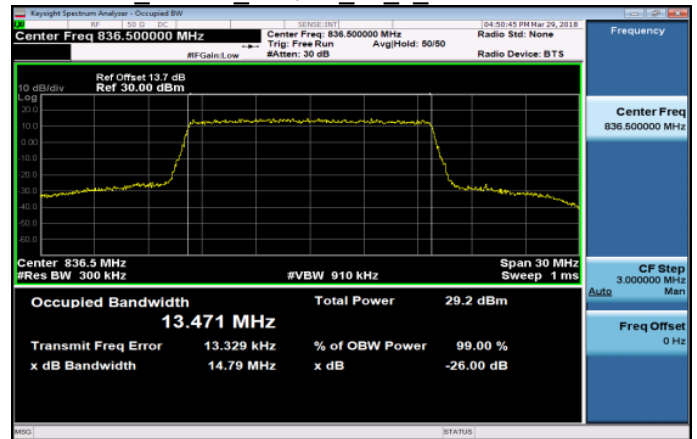 Keysight Spectrum Analyzer - Occupied BW
RF 50 Ω DC SENSE:INT 04:50:45 PM Mar 29, 2018
Center Freq 836.500000 MHz
Center Freq: 836.500000 MHz
Radio Std: None
Trig: Free Run Avg|Hold: 50/50
#IFGain:Low #Atten: 30 dB Radio Device: BTS
Frequency
Ref Offset 13.7 dB
10 dB/div Ref 30.00 dBm
Log
20.0
10.0
0.00
-10.0
-20.0
-30.0
-40.0
-50.0
-60.0
Center Freq
836.500000 MHz
Center 836.5 MHz Span 30 MHz
#Res BW 300 kHz #VBW 910 kHz Sweep 1 ms
CF Step
3.000000 MHz
Auto Man
Occupied Bandwidth Total Power 29.2 dBm
13.471 MHz
Transmit Freq Error 13.329 kHz % of OBW Power 99.00 %
x dB Bandwidth 14.79 MHz x dB -26.00 dB
Freq Offset
0 Hz
MSG STATUS